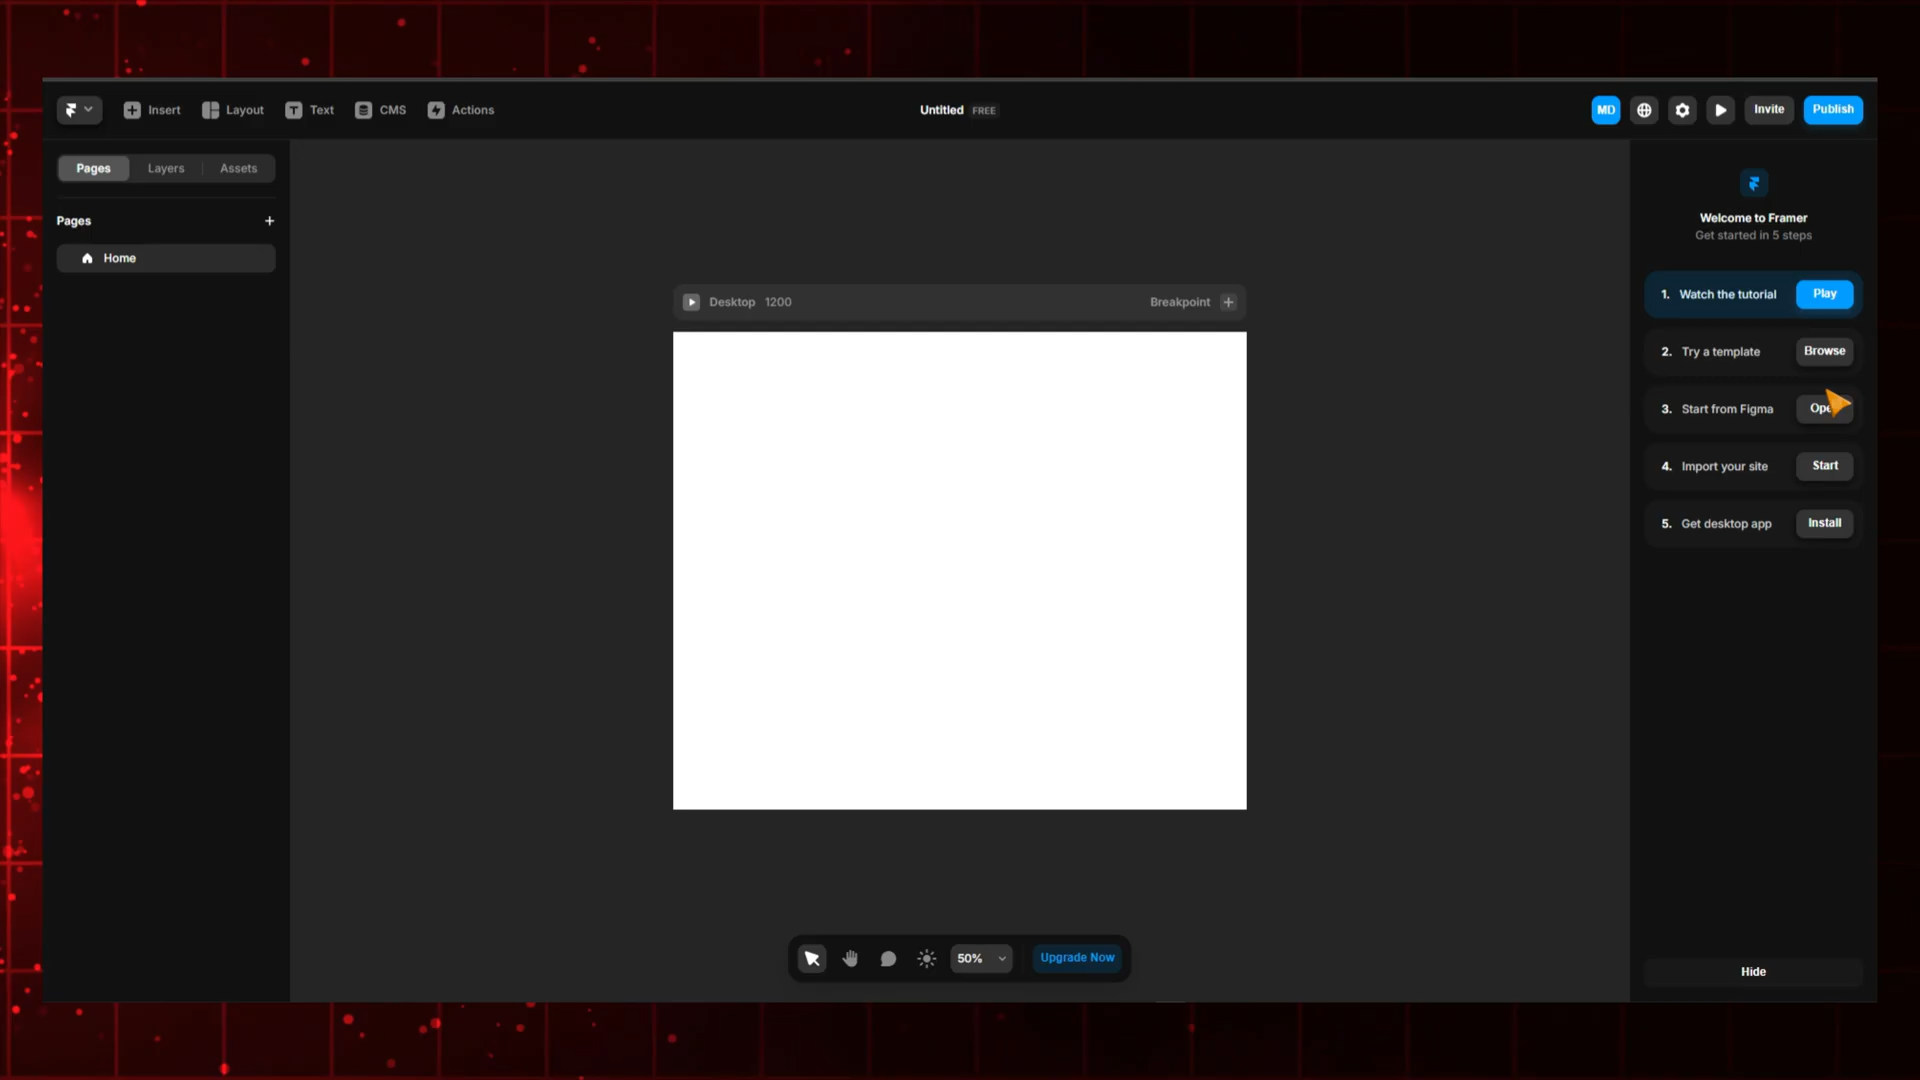 Insert Layout Text CMS Actions Untitled FREE MD Invite Publish
Pages Layers Assets
Pages
Home
Desktop 1200 Breakpoint
Welcome to Framer
Get started in 5 steps
1. Watch the tutorial Play
2. Try a template Browse
3. Start from Figma
4. Import your site Start
5. Get desktop app Install
50% Upgrade Now
Hide